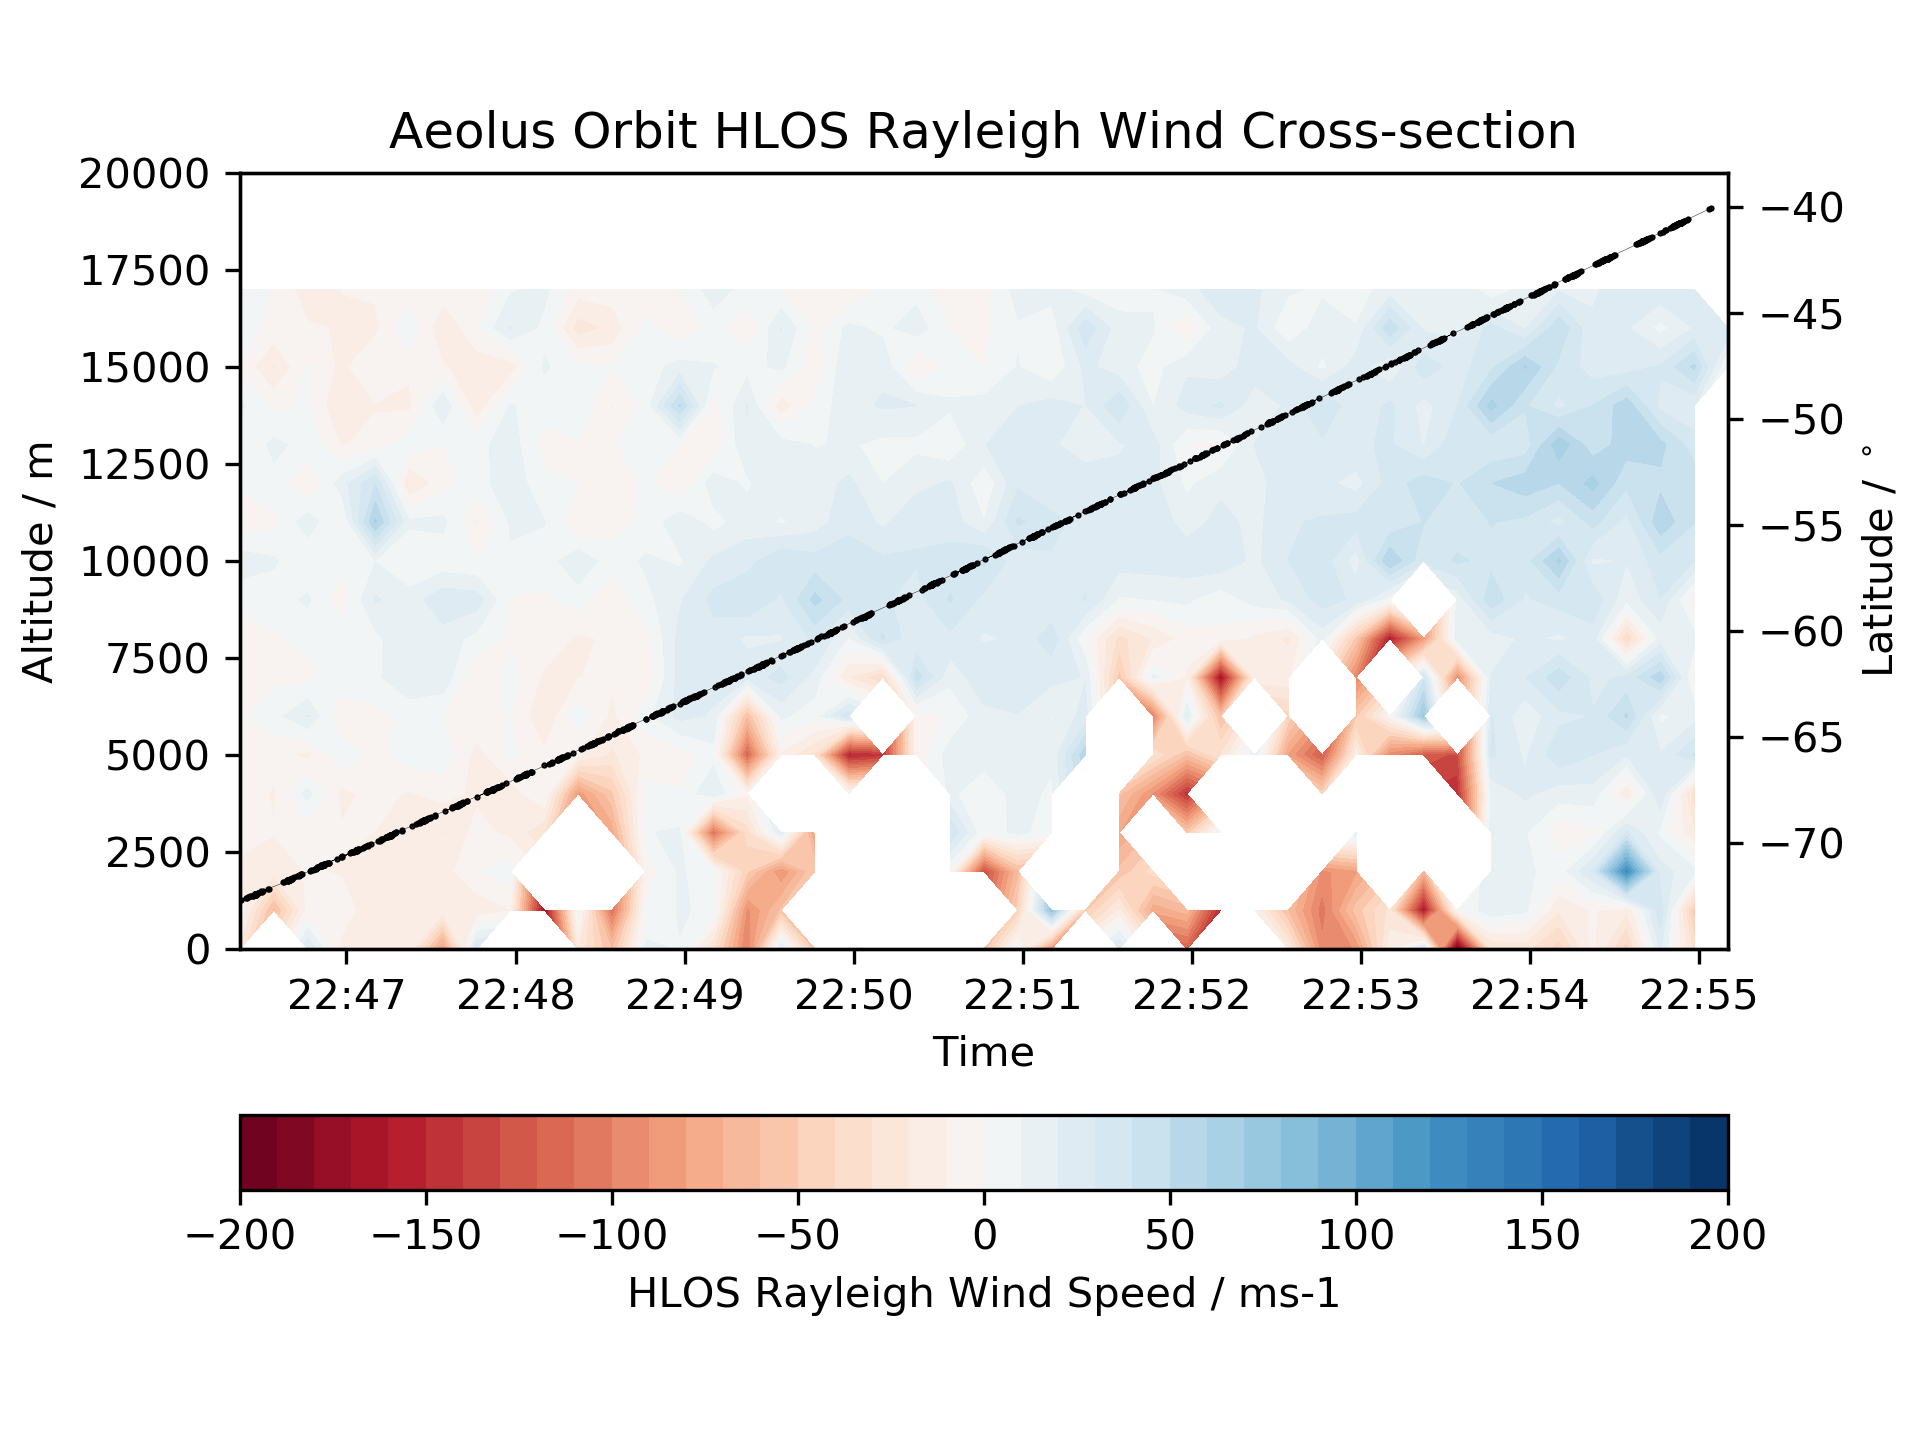 Aeolus Orbit HLOS Rayleigh Wind Cross-section
20000
17500
15000
12500
10000
7500
5000
2500
0
Altitude / m
−40
−45
−50
−55
−60
−65
−70
Latitude / °
22:47 22:48 22:49 22:50 22:51 22:52 22:53 22:54 22:55
Time
−200 −150 −100 −50 0 50 100 150 200
HLOS Rayleigh Wind Speed / ms-1